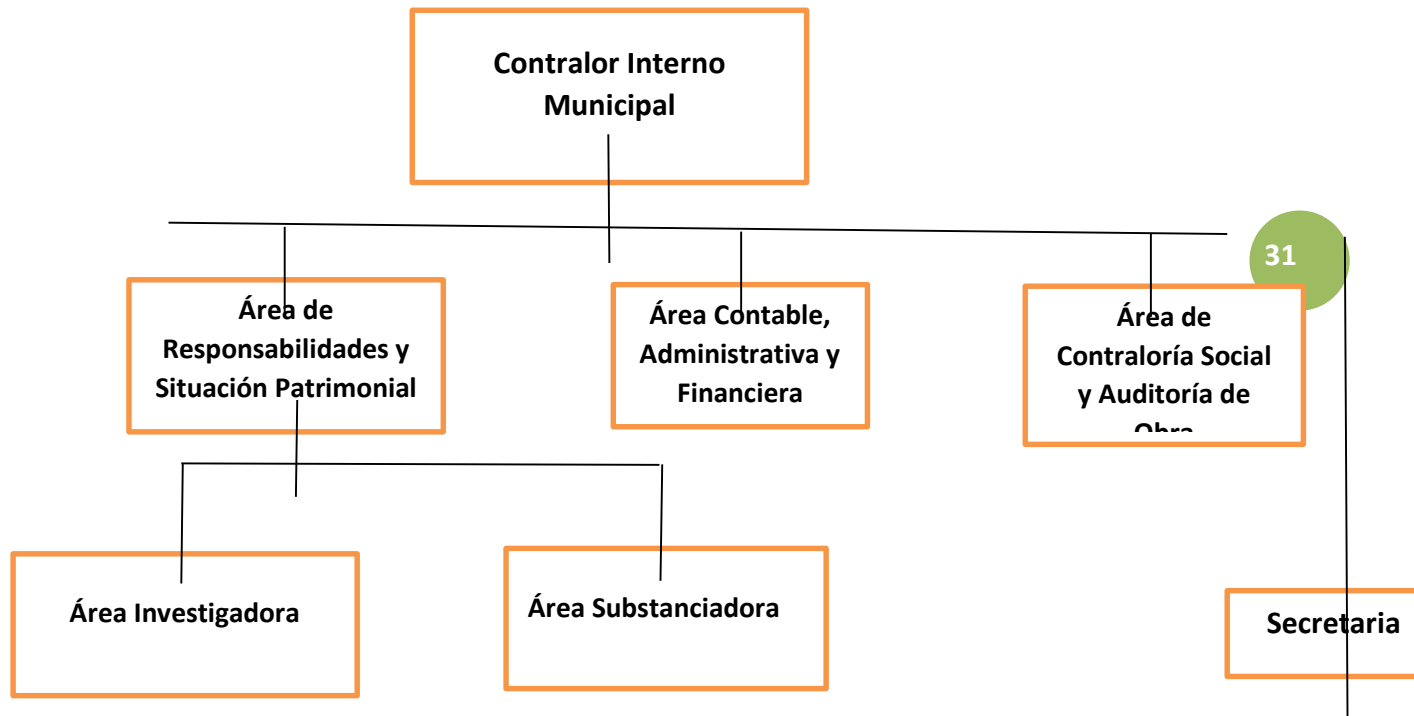 Contralor Interno
Municipal
31
Área de
Responsabilidades y
Situación Patrimonial
Área Contable,
Administrativa y
Financiera
Área de
Contraloría Social
y Auditoría de
Obra
Área Investigadora
Área Substanciadora
Secretaria